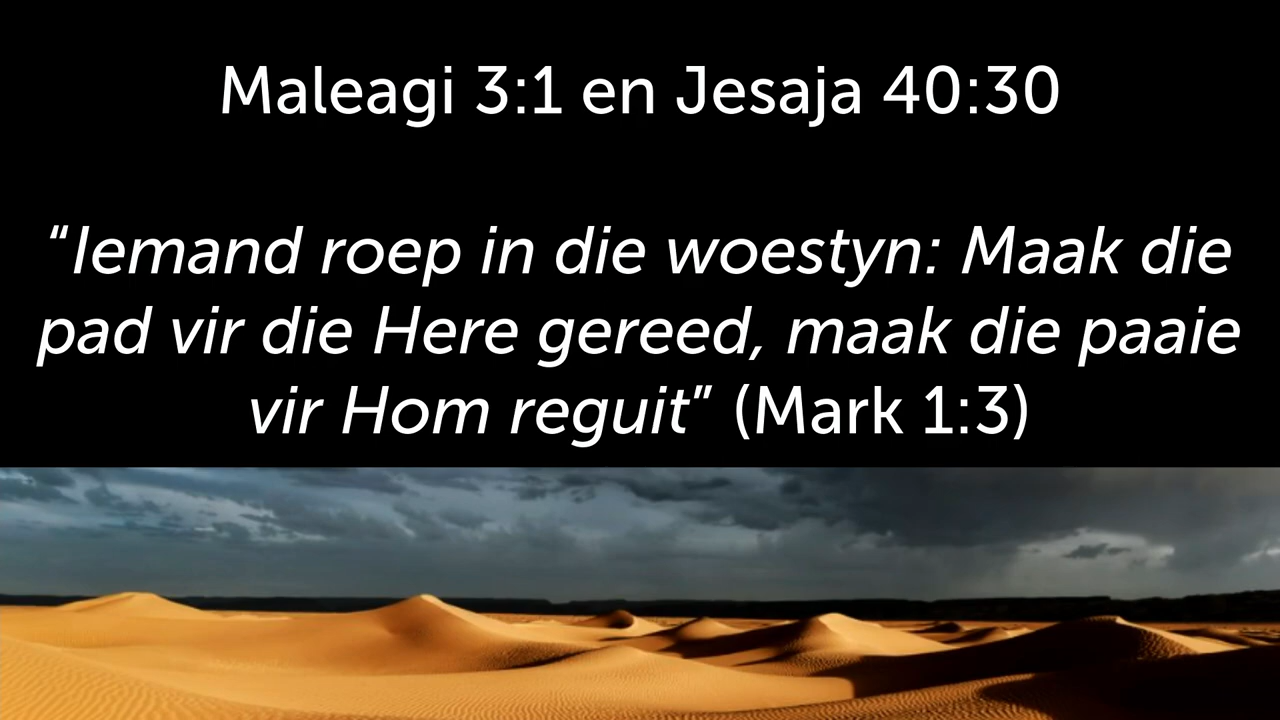 Maleagi 3:1 en Jesaja 40:30
“Iemand roep in die woestyn: Maak die
pad vir die Here gereed, maak die paaie
vir Hom reguit” (Mark 1:3)